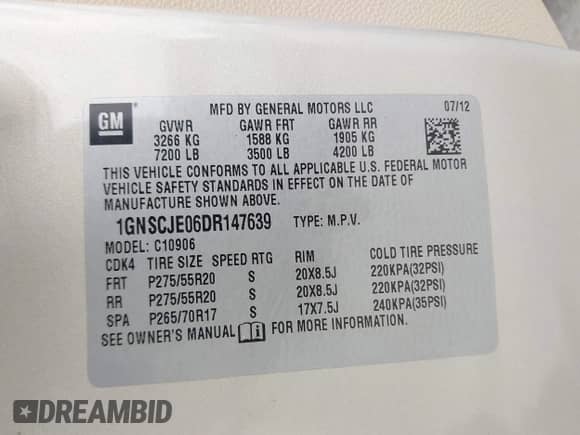 GM
MFD BY GENERAL MOTORS LLC 07/12
GVWR GAWR FRT GAWR RR
3266 KG 1588 KG 1905 KG
7200 LB 3500 LB 4200 LB
THIS VEHICLE CONFORMS TO ALL APPLICABLE U.S. FEDERAL MOTOR
VEHICLE SAFETY STANDARDS IN EFFECT ON THE DATE OF
MANUFACTURE SHOWN ABOVE.
1GNSCJE06DR147639 TYPE: M.P.V.
MODEL: C10906
CDK4 TIRE SIZE SPEED RTG RIM COLD TIRE PRESSURE
FRT P275/55R20 S 20X8.5J 220KPA(32PSI)
RR P275/55R20 S 20X8.5J 220KPA(32PSI)
SPA P265/70R17 S 17X7.5J 240KPA(35PSI)
SEE OWNER'S MANUAL FOR MORE INFORMATION.
DREAMBID